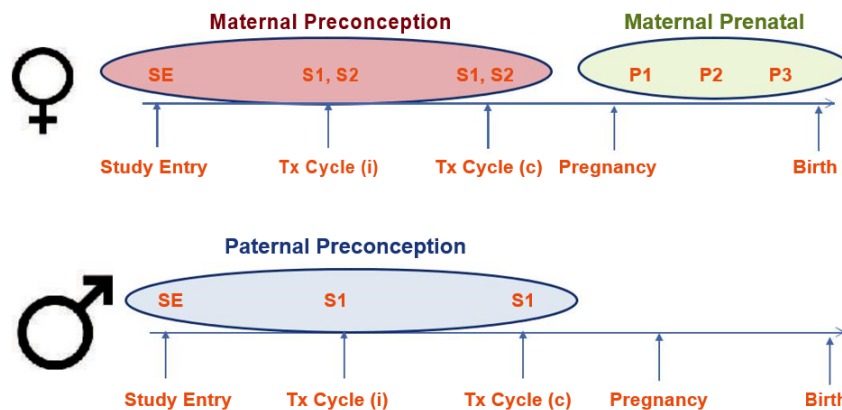 Maternal Preconception Maternal Prenatal
SE S1, S2 S1, S2 P1 P2 P3
Study Entry Tx Cycle (i) Tx Cycle (c) Pregnancy Birth
Paternal Preconception
SE S1 S1
Study Entry Tx Cycle (i) Tx Cycle (c) Pregnancy Birth